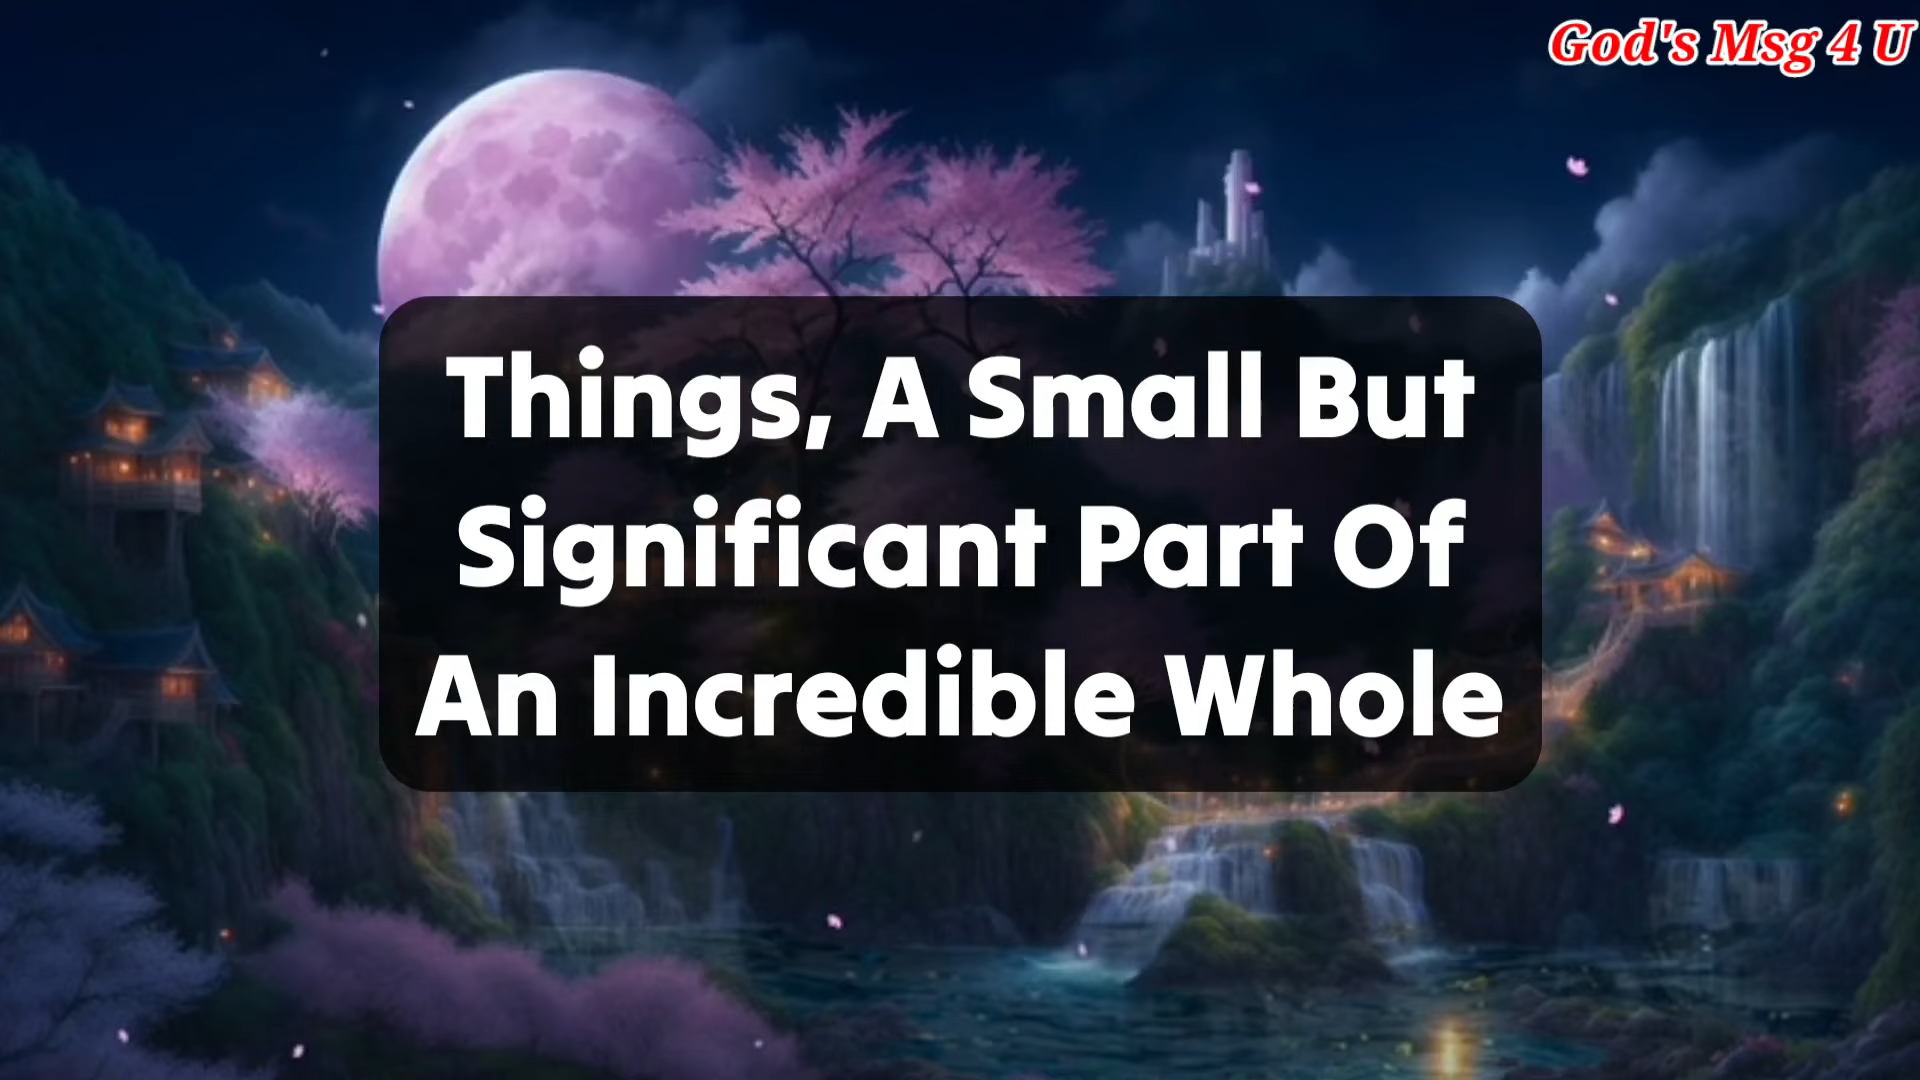 God's Msg 4 U
Things, A Small But
Significant Part Of
An Incredible Whole